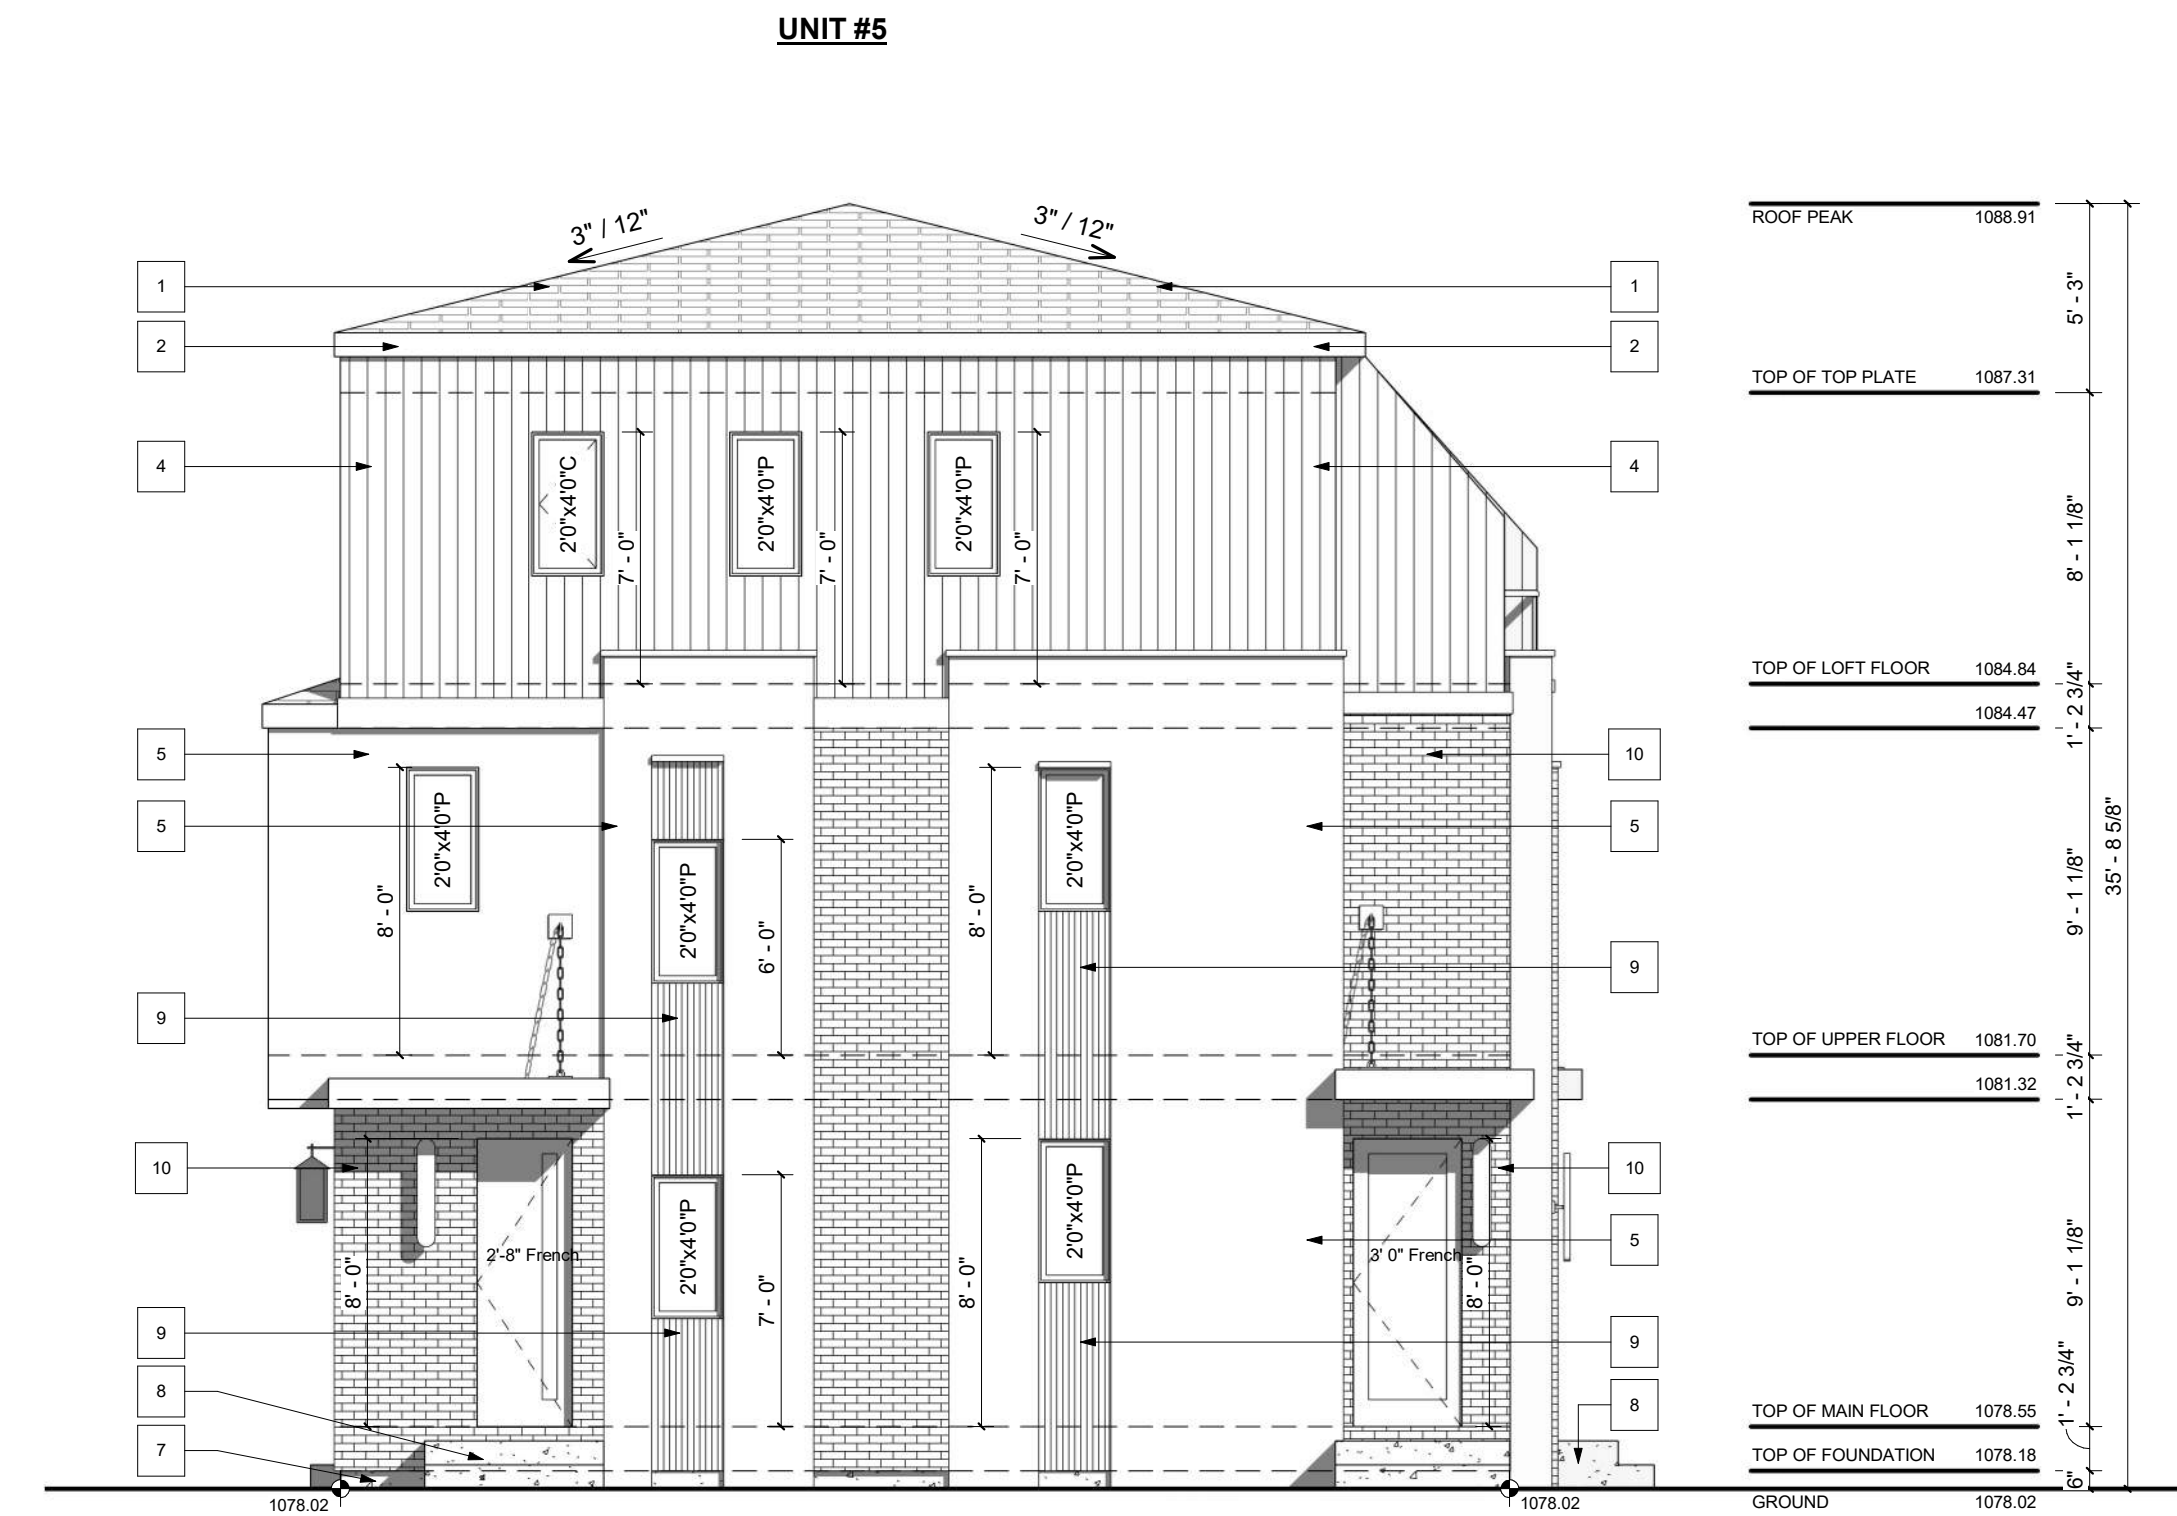 UNIT #5
3" / 12"
3" / 12"
ROOF PEAK 1088.91
1
1
5' - 3"
2
2
TOP OF TOP PLATE 1087.31
4
4
2'0"x4'0"C
2'0"x4'0"P
2'0"x4'0"P
7' - 0"
7' - 0"
7' - 0"
8' - 1 1/8"
TOP OF LOFT FLOOR 1084.84
1' - 2 3/4"
1084.47
5
10
5
5
2'0"x4'0"P
2'0"x4'0"P
2'0"x4'0"P
8' - 0"
6' - 0"
8' - 0"
9' - 1 1/8"
35' - 8 5/8"
9
9
TOP OF UPPER FLOOR 1081.70
1' - 2 3/4"
1081.32
10
10
2'0"x4'0"P
2'0"x4'0"P
2'-8" French
3' 0" French
5
8' - 0"
7' - 0"
8' - 0"
8' - 0"
9' - 1 1/8"
9
9
8
8
TOP OF MAIN FLOOR 1078.55
1' - 2 3/4"
7
TOP OF FOUNDATION 1078.18
6"
1078.02
1078.02
GROUND 1078.02